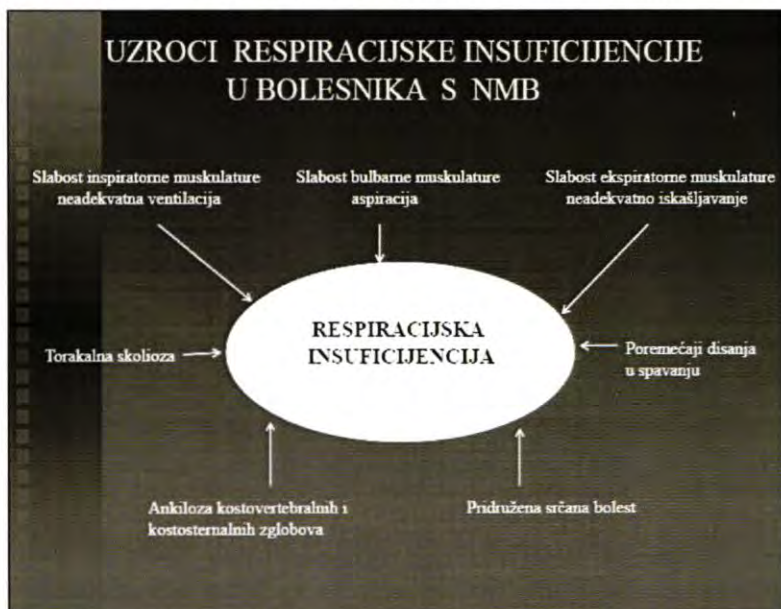 UZROCI RESPIRACIJSKE INSUFICIJENCIJE
U BOLESNIKA S NMB
Slabost inspiratorne muskulature
neadekvatna ventilacija
Slabost bulbarne muskulature
aspiracija
Slabost ekspiratorne muskulature
neadekvatno iskašljavanje
RESPIRACIJSKA
INSUFICIJENCIJA
Torakalna skolioza
Poremećaji disanja
u spavanju
Ankiloza kostovertebralnih i
kostosternalnih zglobova
Pridružena srčana bolest